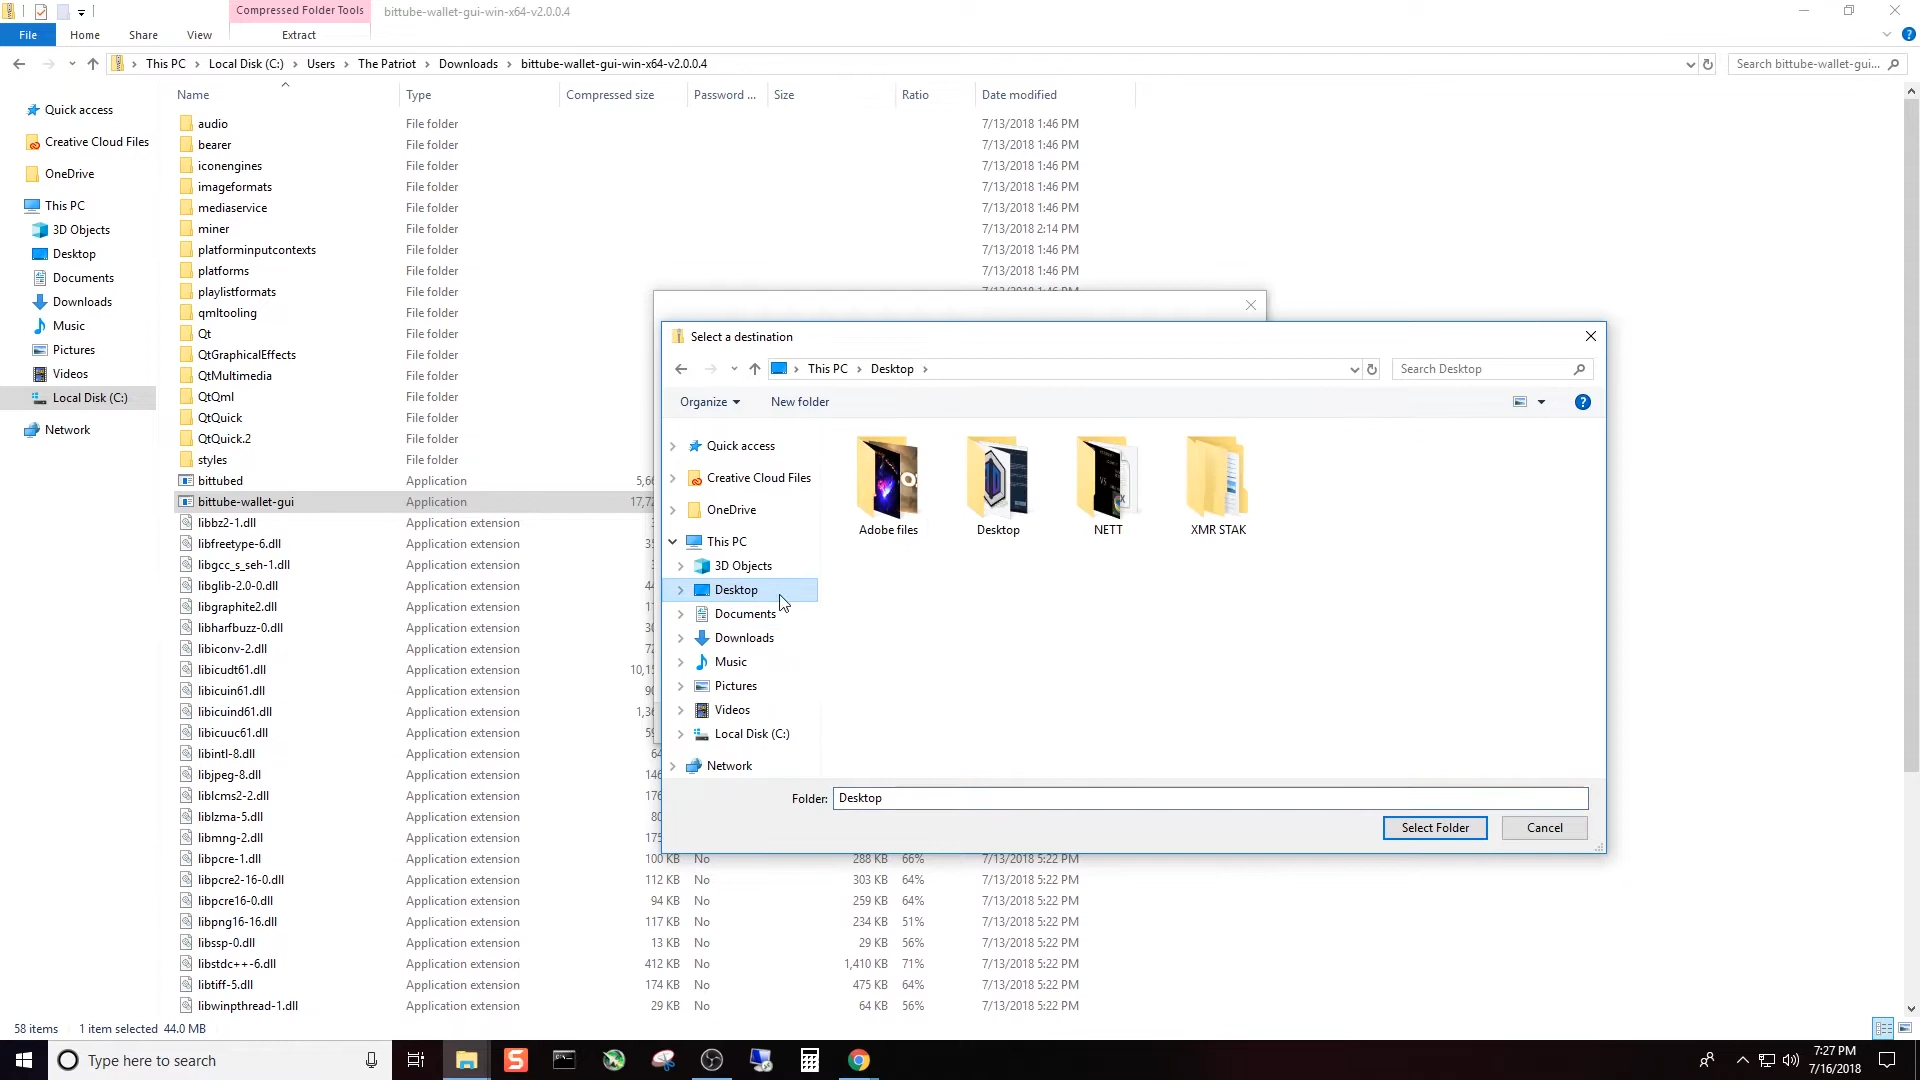 Compressed Folder Tools
bittube-wallet-gui-win-x64-v2.0.0.4
File
Home
Share
View
Extract
This PC
Local Disk (C:)
Users
The Patriot
Downloads
bittube-wallet-gui-win-x64-v2.0.0.4
Search bittube-wallet-gui...
Quick access
Creative Cloud Files
OneDrive
This PC
3D Objects
Desktop
Documents
Downloads
Music
Pictures
Videos
Local Disk (C:)
Network
Name Type Compressed size Password ... Size Ratio Date modified
audio File folder 7/13/2018 1:46 PM
bearer File folder 7/13/2018 1:46 PM
iconengines File folder 7/13/2018 1:46 PM
imageformats File folder 7/13/2018 1:46 PM
mediaservice File folder 7/13/2018 1:46 PM
miner File folder 7/13/2018 2:14 PM
platforminputcontexts File folder 7/13/2018 1:46 PM
platforms File folder 7/13/2018 1:46 PM
playlistformats File folder
qmltooling File folder
Qt File folder
QtGraphicalEffects File folder
QtMultimedia File folder
QtQml File folder
QtQuick File folder
QtQuick.2 File folder
styles File folder
bittubed Application
bittube-wallet-gui Application
libbz2-1.dll Application extension
libfreetype-6.dll Application extension
libgcc_s_seh-1.dll Application extension
libglib-2.0-0.dll Application extension
libgraphite2.dll Application extension
libharfbuzz-0.dll Application extension
libiconv-2.dll Application extension
libicudt61.dll Application extension
libicuin61.dll Application extension
libicuind61.dll Application extension
libicuuc61.dll Application extension
libintl-8.dll Application extension
libjpeg-8.dll Application extension
liblcms2-2.dll Application extension
liblzma-5.dll Application extension
libmng-2.dll Application extension
libpcre-1.dll Application extension 100 KB No 288 KB 66% 7/13/2018 5:22 PM
libpcre2-16-0.dll Application extension 112 KB No 303 KB 64% 7/13/2018 5:22 PM
libpcre16-0.dll Application extension 94 KB No 259 KB 64% 7/13/2018 5:22 PM
libpng16-16.dll Application extension 117 KB No 234 KB 51% 7/13/2018 5:22 PM
libssp-0.dll Application extension 13 KB No 29 KB 56% 7/13/2018 5:22 PM
libstdc++-6.dll Application extension 412 KB No 1,410 KB 71% 7/13/2018 5:22 PM
libtiff-5.dll Application extension 174 KB No 475 KB 64% 7/13/2018 5:22 PM
libwinpthread-1.dll Application extension 29 KB No 64 KB 56% 7/13/2018 5:22 PM
Select a destination
This PC
Desktop
Search Desktop
Organize
New folder
Quick access
Creative Cloud Files
OneDrive
This PC
3D Objects
Desktop
Documents
Downloads
Music
Pictures
Videos
Local Disk (C:)
Network
Adobe files
Desktop
NETT
XMR STAK
Folder: Desktop
Select Folder
Cancel
58 items 1 item selected 44.0 MB
Type here to search
7:27 PM
7/16/2018